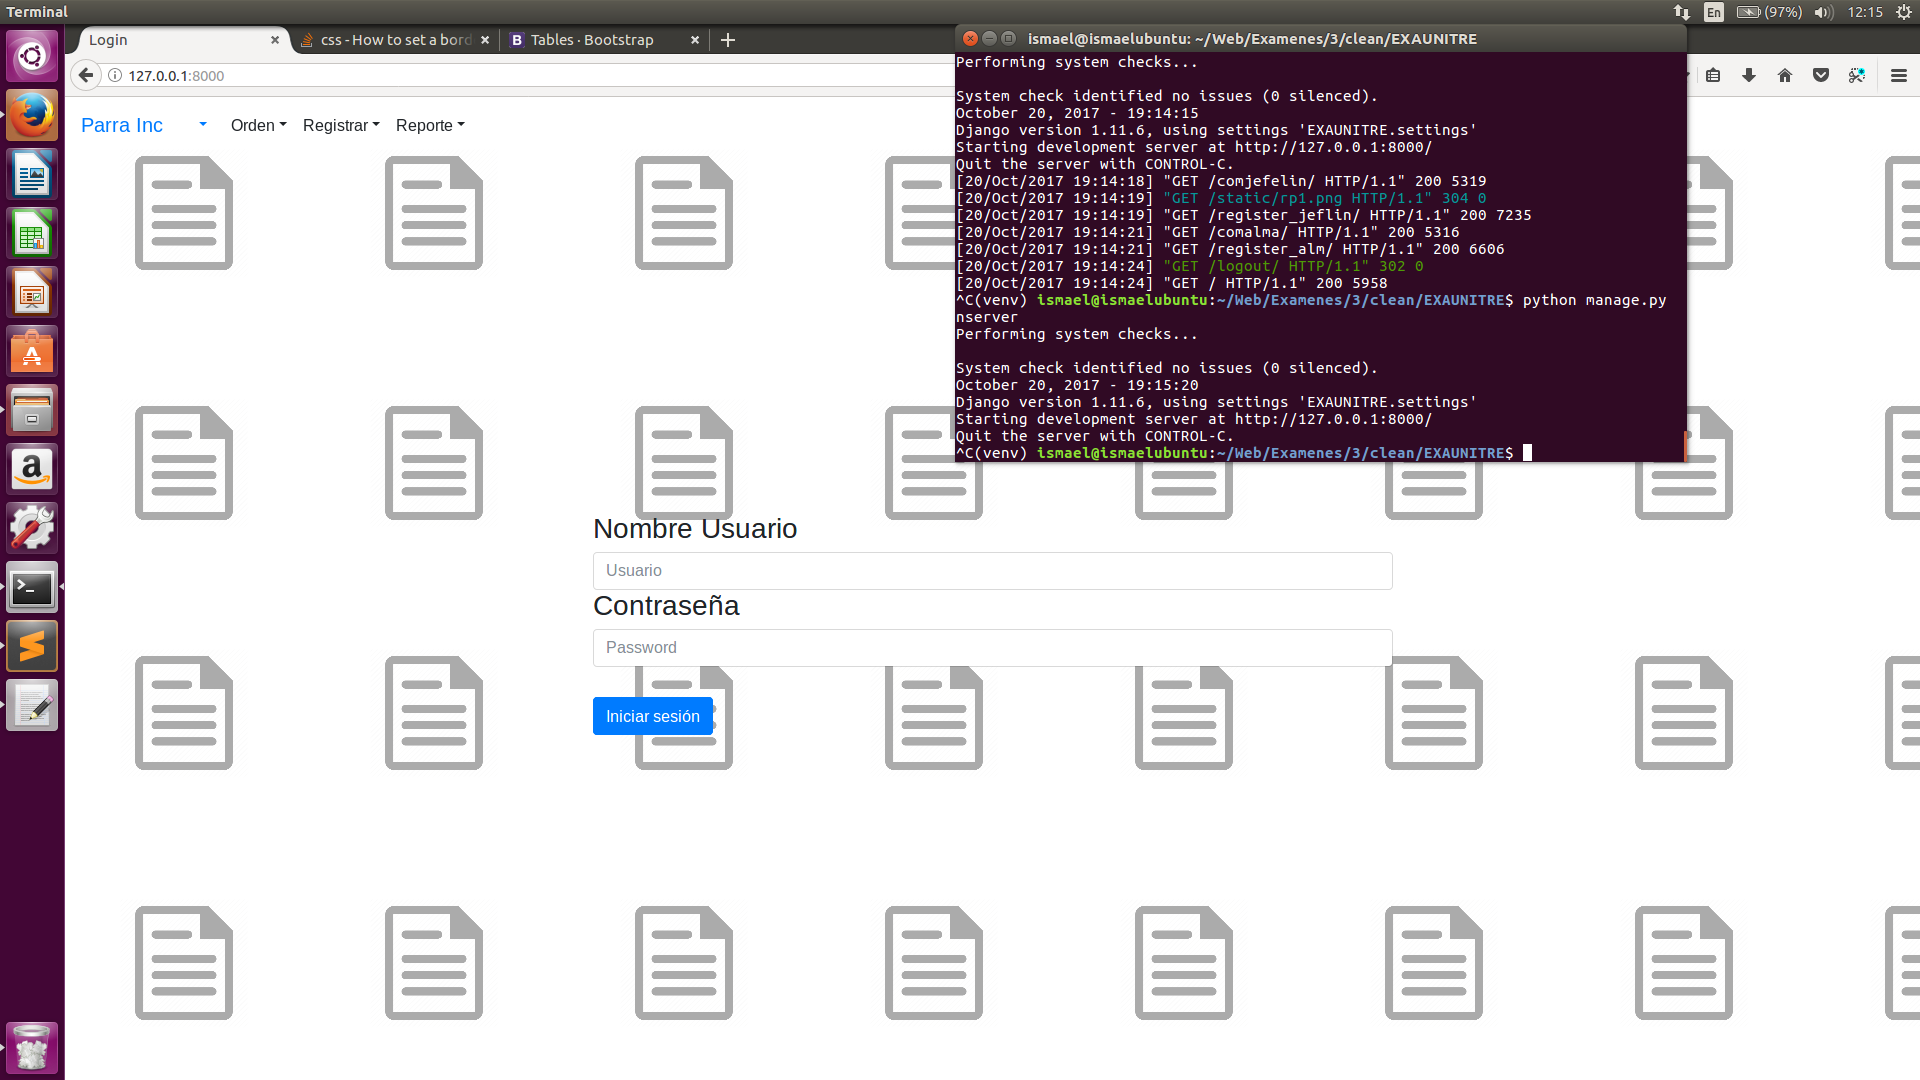 Terminal
En
(97%)
12:15
Login
css - How to set a bord
B Tables · Bootstrap
ismael@ismaelubuntu: ~/Web/Examenes/3/clean/EXAUNITRE
127.0.0.1:8000
Parra Inc
Orden
Registrar
Reporte
Performing system checks...
System check identified no issues (0 silenced).
October 20, 2017 - 19:14:15
Django version 1.11.6, using settings 'EXAUNITRE.settings'
Starting development server at http://127.0.0.1:8000/
Quit the server with CONTROL-C.
[20/Oct/2017 19:14:18] "GET /comjefelin/ HTTP/1.1" 200 5319
[20/Oct/2017 19:14:19] "GET /static/rp1.png HTTP/1.1" 304 0
[20/Oct/2017 19:14:19] "GET /register_jeflin/ HTTP/1.1" 200 7235
[20/Oct/2017 19:14:21] "GET /comalma/ HTTP/1.1" 200 5316
[20/Oct/2017 19:14:21] "GET /register_alm/ HTTP/1.1" 200 6606
[20/Oct/2017 19:14:24] "GET /logout/ HTTP/1.1" 302 0
[20/Oct/2017 19:14:24] "GET / HTTP/1.1" 200 5958
^C(venv) ismael@ismaelubuntu:~/Web/Examenes/3/clean/EXAUNITRE$ python manage.py
nserver
Performing system checks...
System check identified no issues (0 silenced).
October 20, 2017 - 19:15:20
Django version 1.11.6, using settings 'EXAUNITRE.settings'
Starting development server at http://127.0.0.1:8000/
Quit the server with CONTROL-C.
^C(venv) ismael@ismaelubuntu:~/Web/Examenes/3/clean/EXAUNITRE$
Nombre Usuario
Usuario
Contraseña
Password
Iniciar sesión